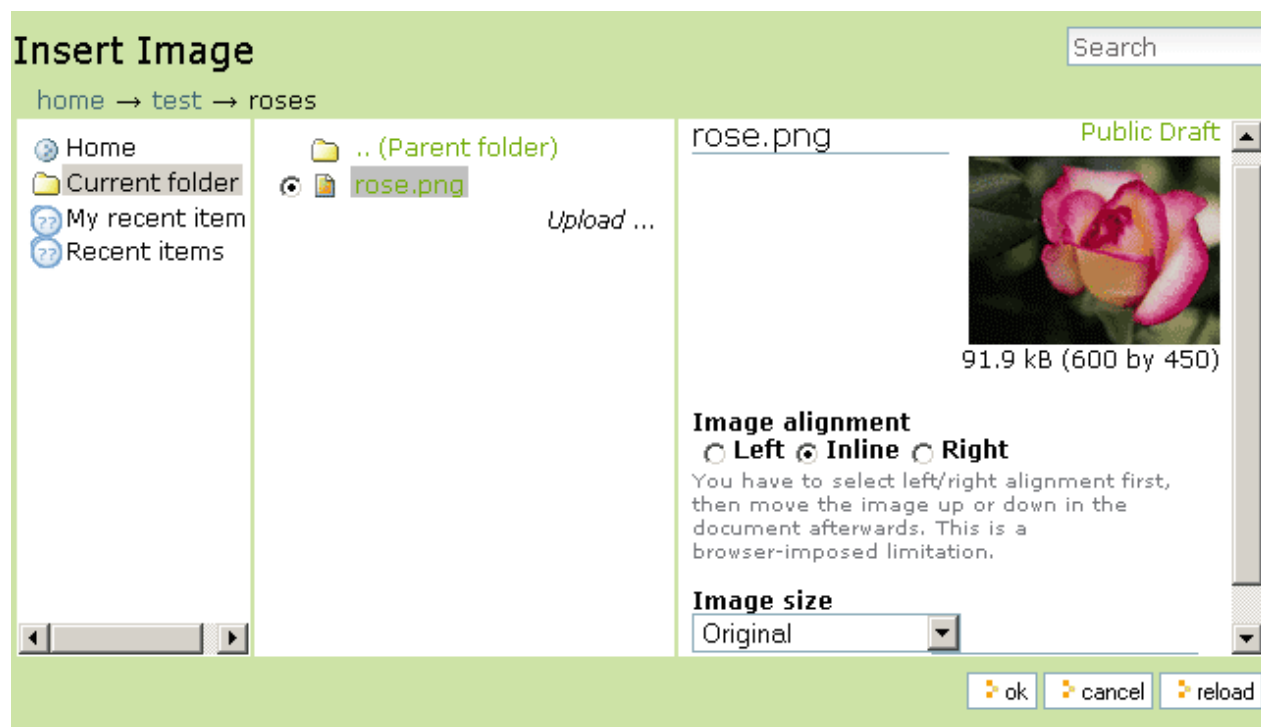 Insert Image
Search
home → test → roses
Home
Current folder
My recent item
Recent items
.. (Parent folder)
rose.png
Upload ...
rose.png
Public Draft
91.9 kB (600 by 450)
Image alignment
Left Inline Right
You have to select left/right alignment first,
then move the image up or down in the
document afterwards. This is a
browser-imposed limitation.
Image size
Original
ok cancel reload